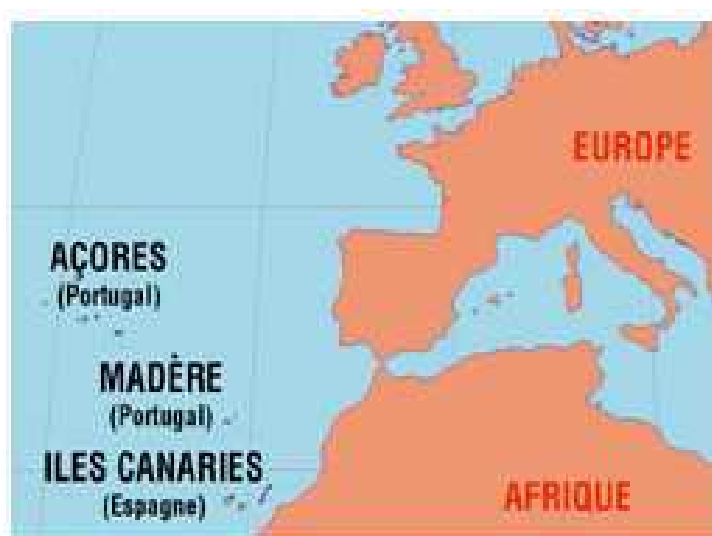 EUROPE
AÇORES
(Portugal)
MADÈRE
(Portugal)
ILES CANARIES
(Espagne)
AFRIQUE